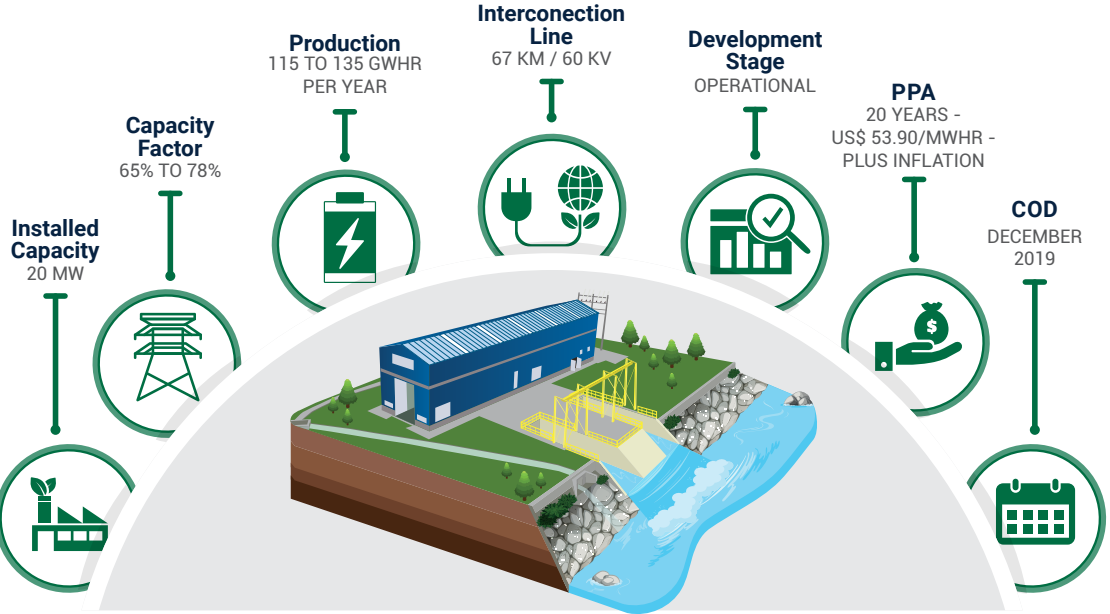 Installed
Capacity
20 MW
Capacity
Factor
65% TO 78%
Production
115 TO 135 GWHR
PER YEAR
Interconection
Line
67 KM / 60 KV
Development
Stage
OPERATIONAL
PPA
20 YEARS -
US$ 53.90/MWHR -
PLUS INFLATION
$
COD
DECEMBER
2019